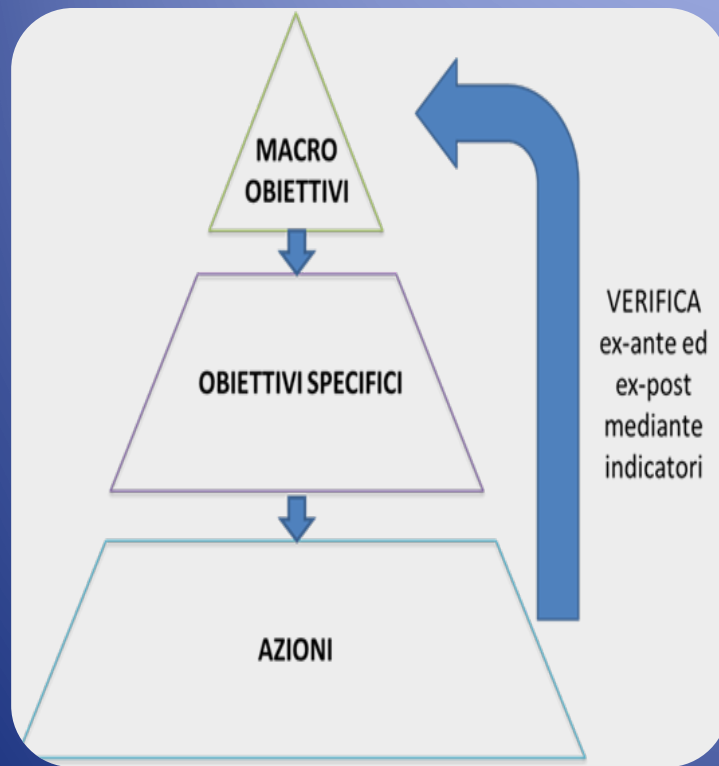 MACRO
OBIETTIVI
OBIETTIVI SPECIFICI
AZIONI
VERIFICA
ex-ante ed
ex-post
mediante
indicatori